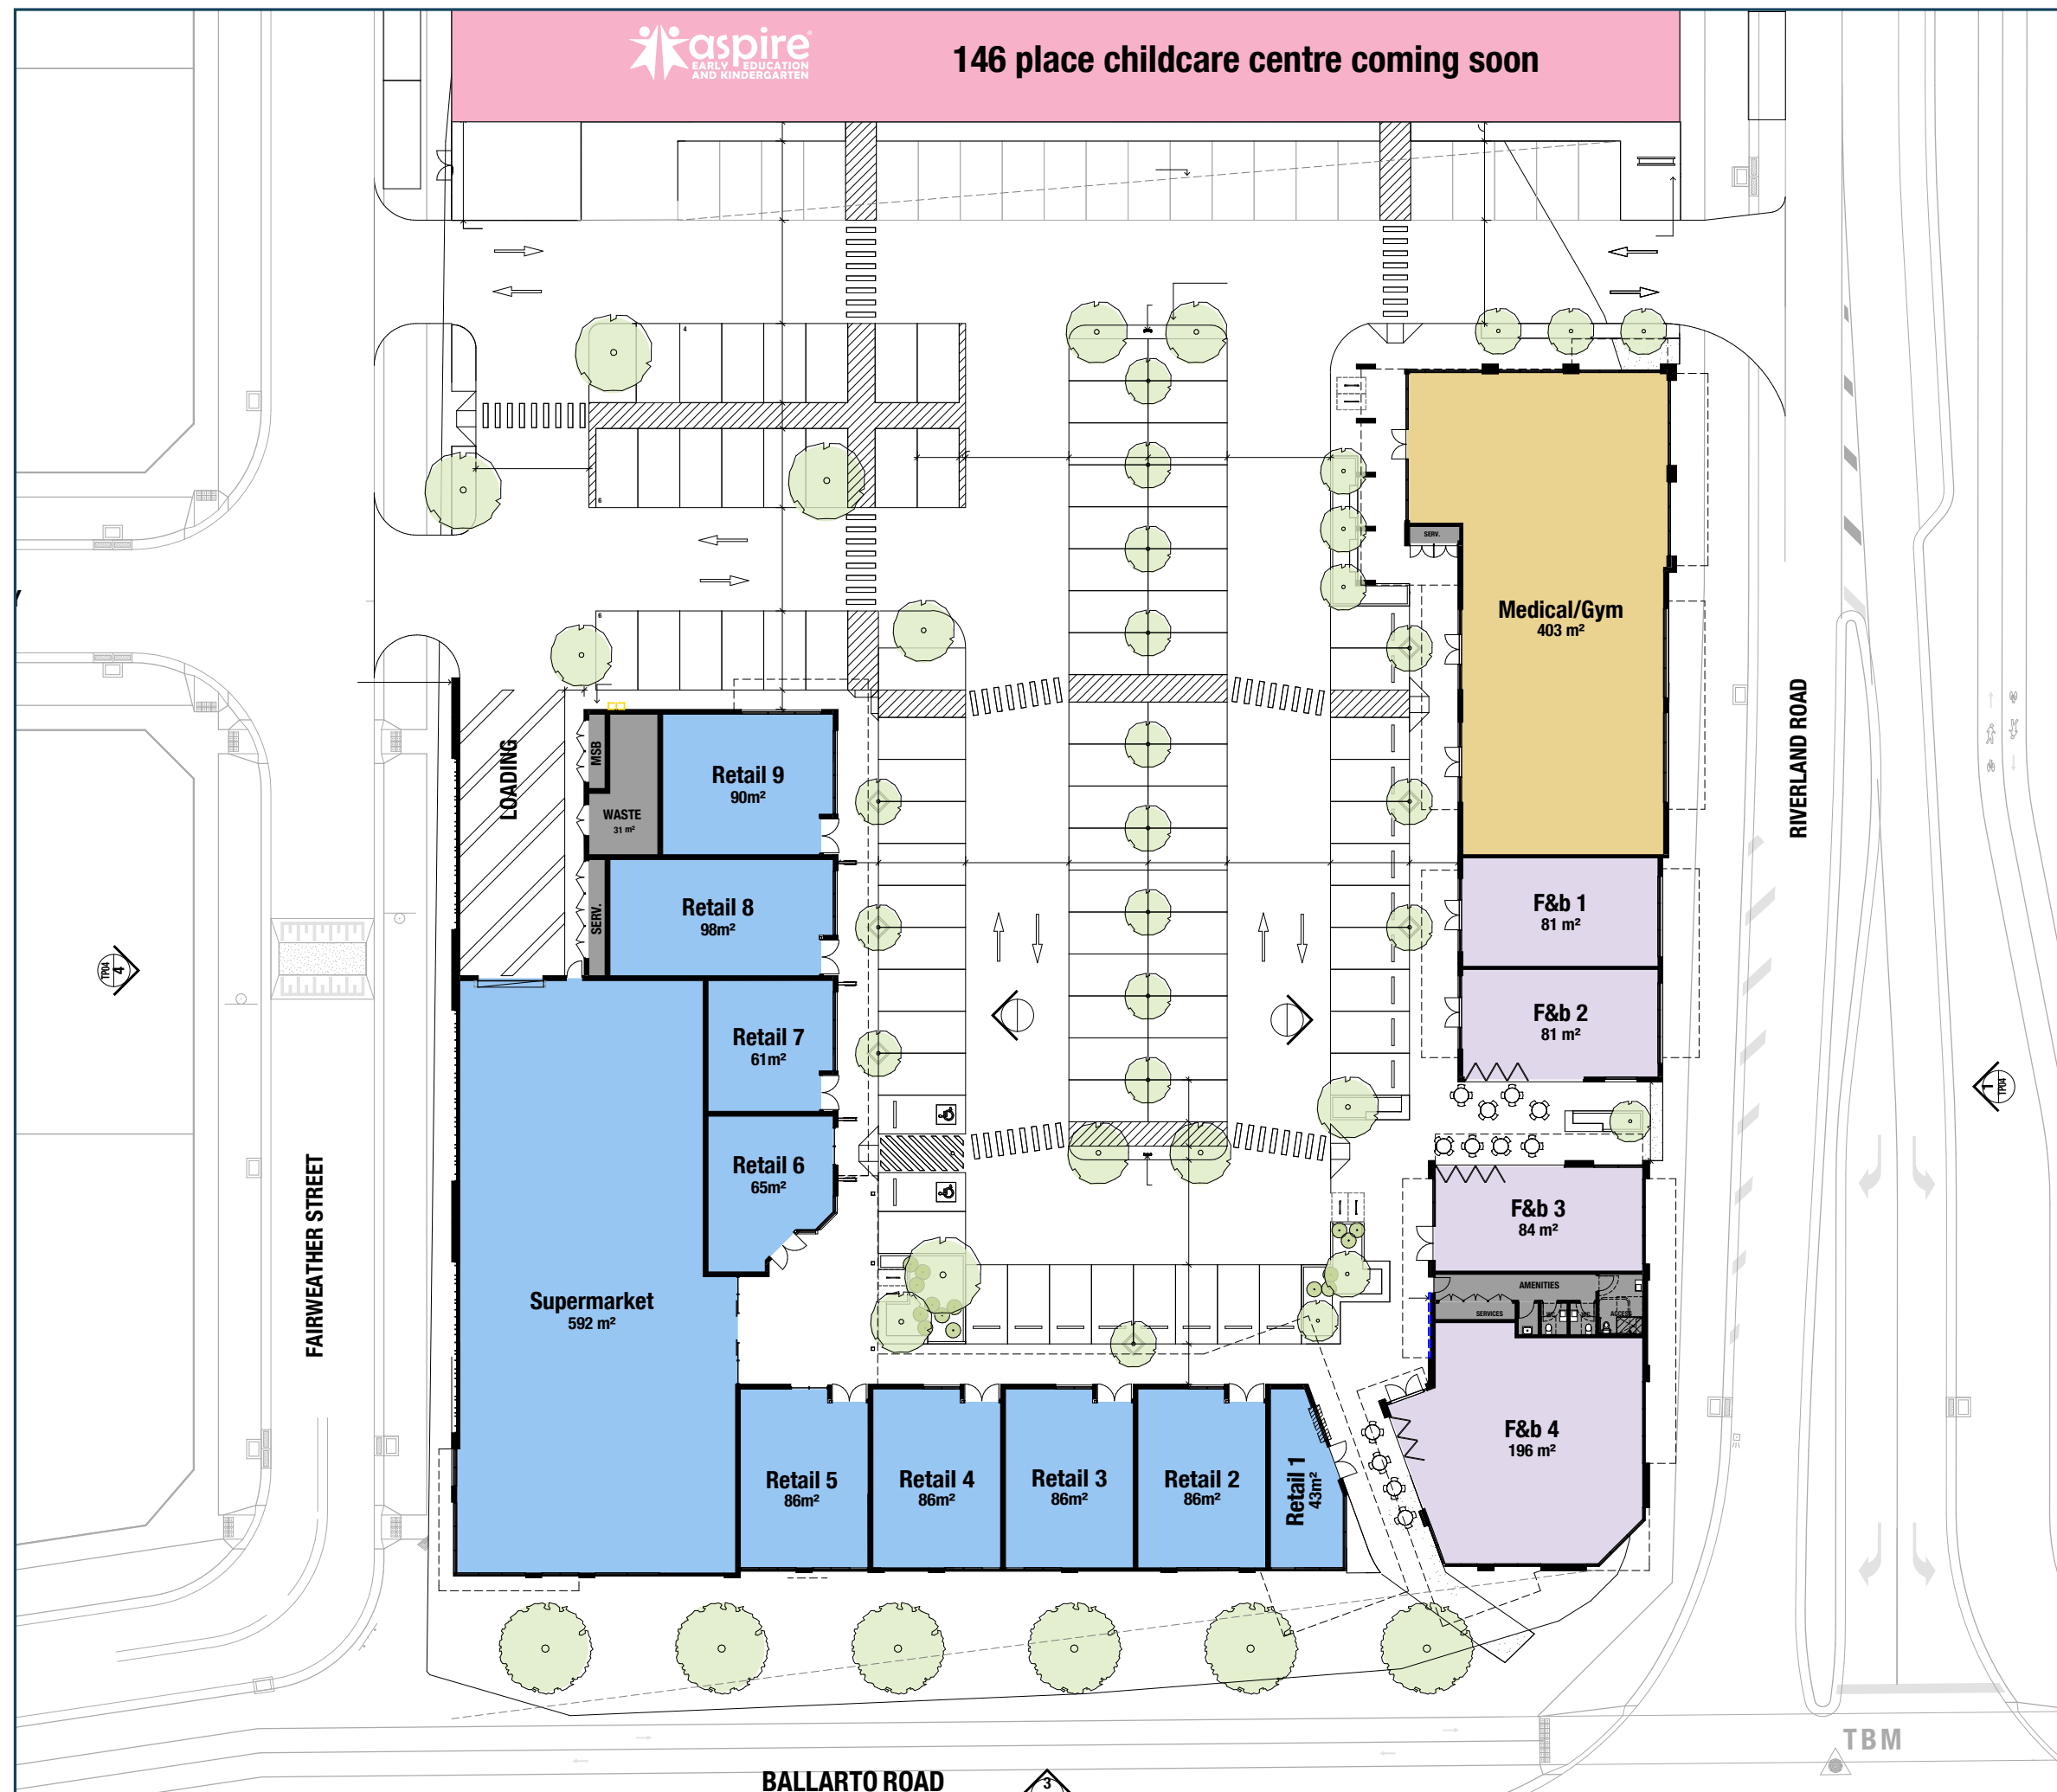 aspire
EARLY EDUCATION
AND KINDERGARTEN
146 place childcare centre coming soon
4
6
SERV.
Medical/Gym
403 m²
6
LOADING
MSB
WASTE
31 m²
Retail 9
90m²
RIVERLAND ROAD
SERV.
Retail 8
98m²
F&b 1
81 m²
TP04
4
Retail 7
61m²
F&b 2
81 m²
1
TP04
Retail 6
65m²
F&b 3
84 m²
FAIRWEATHER STREET
AMENITIES
SERVICES
ACCESS
Supermarket
592 m²
F&b 4
196 m²
Retail 5
86m²
Retail 4
86m²
Retail 3
86m²
Retail 2
86m²
Retail 1
43m²
TBM
BALLARTO ROAD
3